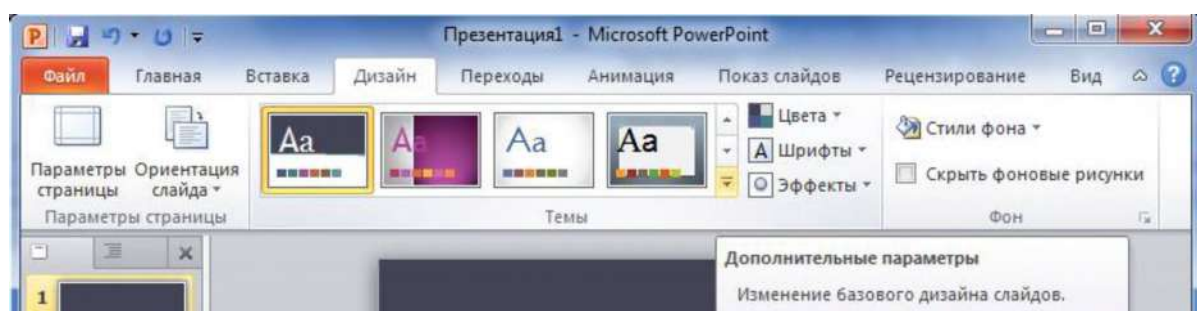 Презентация1 - Microsoft PowerPoint
Файл Главная Вставка Дизайн Переходы Анимация Показ слайдов Рецензирование Вид
Параметры страницы
Ориентация слайда
Aa Aa Aa Aa
Цвета
Шрифты
Эффекты
Стили фона
Скрыть фоновые рисунки
Параметры страницы Темы Фон
Дополнительные параметры
1
Изменение базового дизайна слайдов.